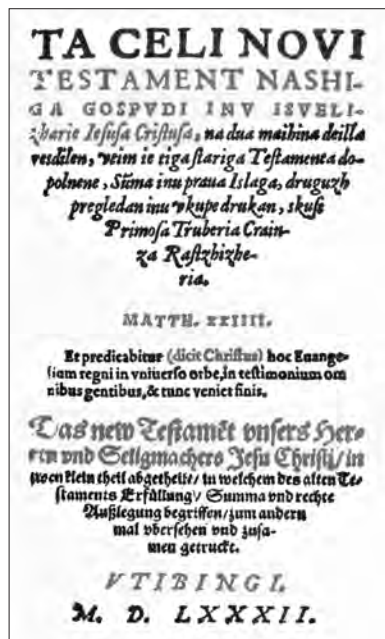 TA CELI NOVI
TESTAMENT NASHI-
GA GOSPVDI INV ISVELI-
zharie Iesusa Cristusa, na dua maihina deilla
resdilen, veim ie tiga stariga Testamenta do-
polnene, Suma inu praua Islaga, druguzh
pregledan inu vkupe drukan, skusi
Primosa Truberia Crain-
za Rastzhizhe-
ria.
MATTH. XXIIII.
Et predicabitur (dicit Christus) hoc Euange-
lium regni in vniuerso orbe, in testimonium om
nibus gentibus, & tunc veniet finis.
Das new Testamēt vnsers Her-
ren vnd Seligmachers Jesu Christi/ in
zwen klein theil abgetheilt/ in welchem des alten Te-
staments Erfüllung/ Summa vnd rechte
Außlegung begriffen/ zum andern
mal vbersehen vnd zusa-
men getruckt.
VTIBINGI.
M. D. LXXXII.